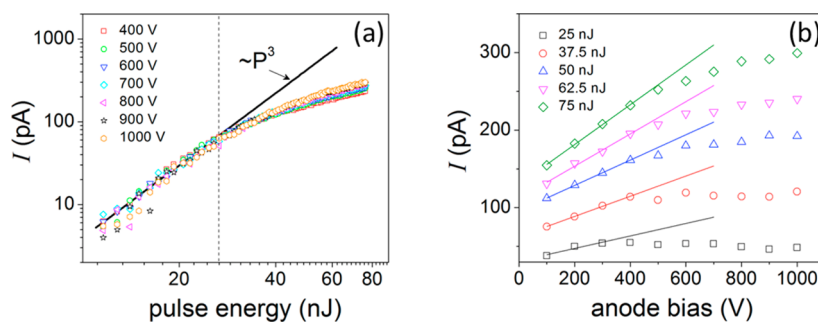 1000
100
10
I (pA)
400 V
500 V
600 V
700 V
800 V
900 V
1000 V
~P³
(a)
20
40
60
80
pulse energy (nJ)
300
200
100
I (pA)
25 nJ
37.5 nJ
50 nJ
62.5 nJ
75 nJ
(b)
0
200
400
600
800
1000
anode bias (V)